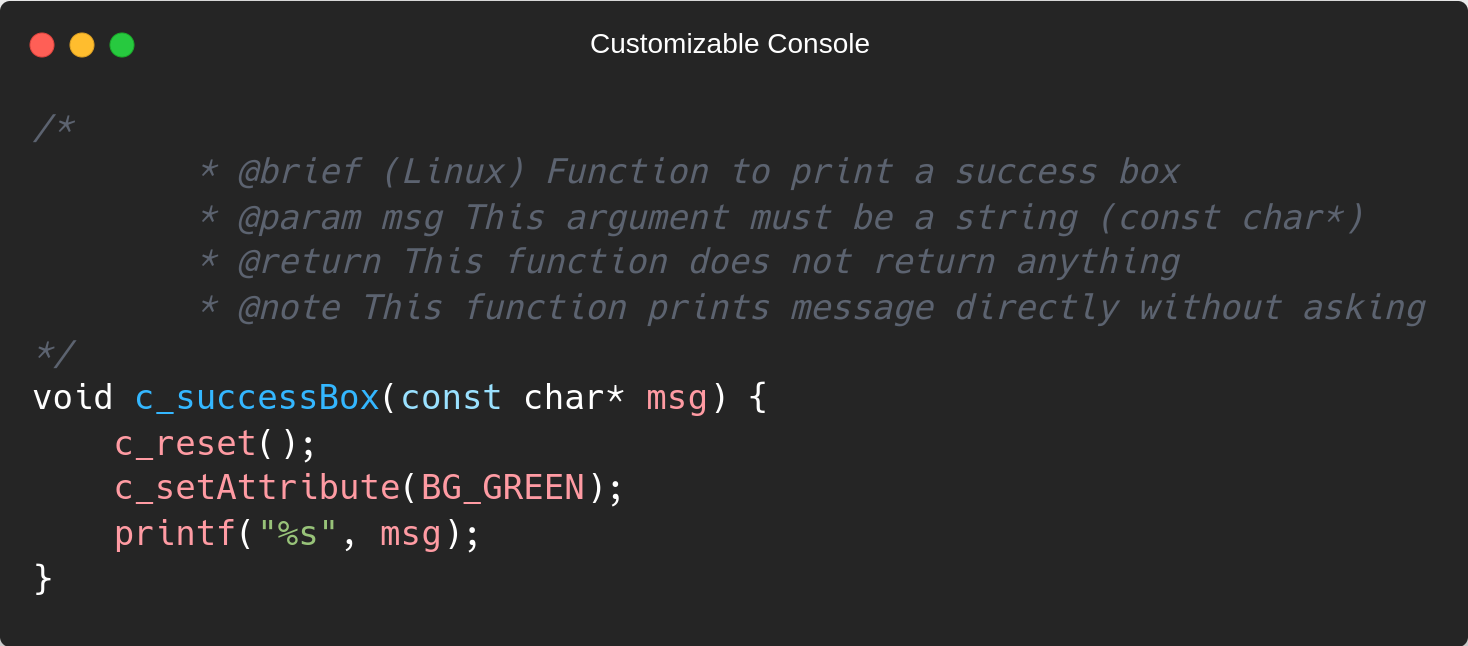 Customizable Console
/*
        * @brief (Linux) Function to print a success box
        * @param msg This argument must be a string (const char*)
        * @return This function does not return anything
        * @note This function prints message directly without asking
*/
void c_successBox(const char* msg) {
    c_reset();
    c_setAttribute(BG_GREEN);
    printf("%s", msg);
}